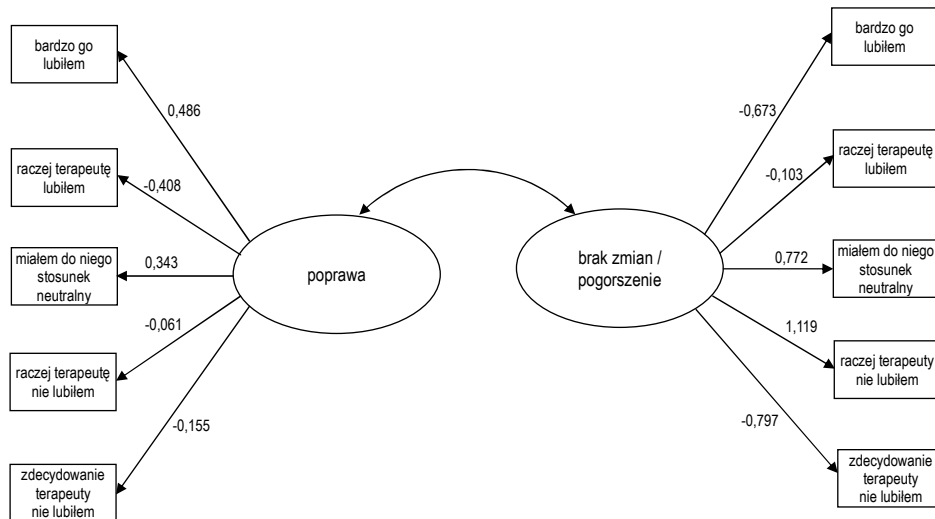 bardzo go
lubiłem
0,486
raczej terapeutę
lubiłem
-0,408
miałem do niego
stosunek
neutralny
0,343
raczej terapeutę
nie lubiłem
-0,061
zdecydowanie
terapeuty
nie lubiłem
-0,155
poprawa
brak zmian /
pogorszenie
bardzo go
lubiłem
-0,673
raczej terapeutę
lubiłem
-0,103
miałem do niego
stosunek
neutralny
0,772
raczej terapeuty
nie lubiłem
1,119
zdecydowanie
terapeuty
nie lubiłem
-0,797